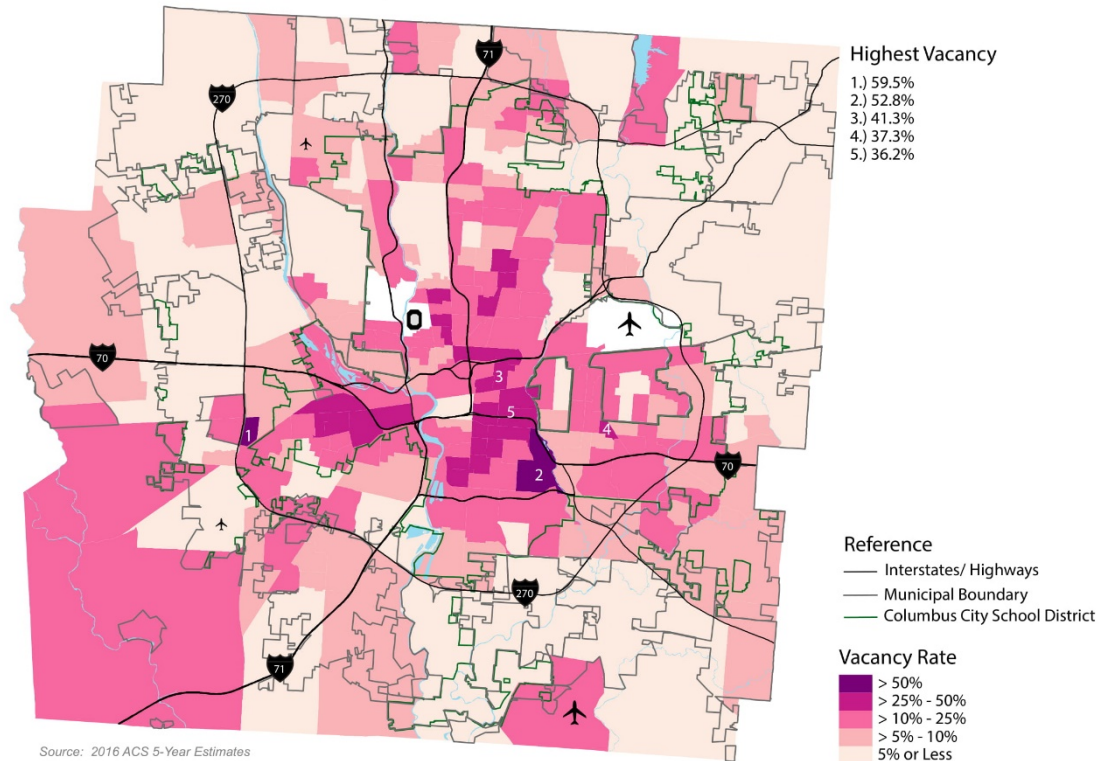 71
270
Highest Vacancy
1.) 59.5%
2.) 52.8%
3.) 41.3%
4.) 37.3%
5.) 36.2%
70
3
5
1
4
2
70
Reference
Interstates/ Highways
Municipal Boundary
Columbus City School District
270
71
Vacancy Rate
> 50%
> 25% - 50%
> 10% - 25%
> 5% - 10%
5% or Less
Source: 2016 ACS 5-Year Estimates